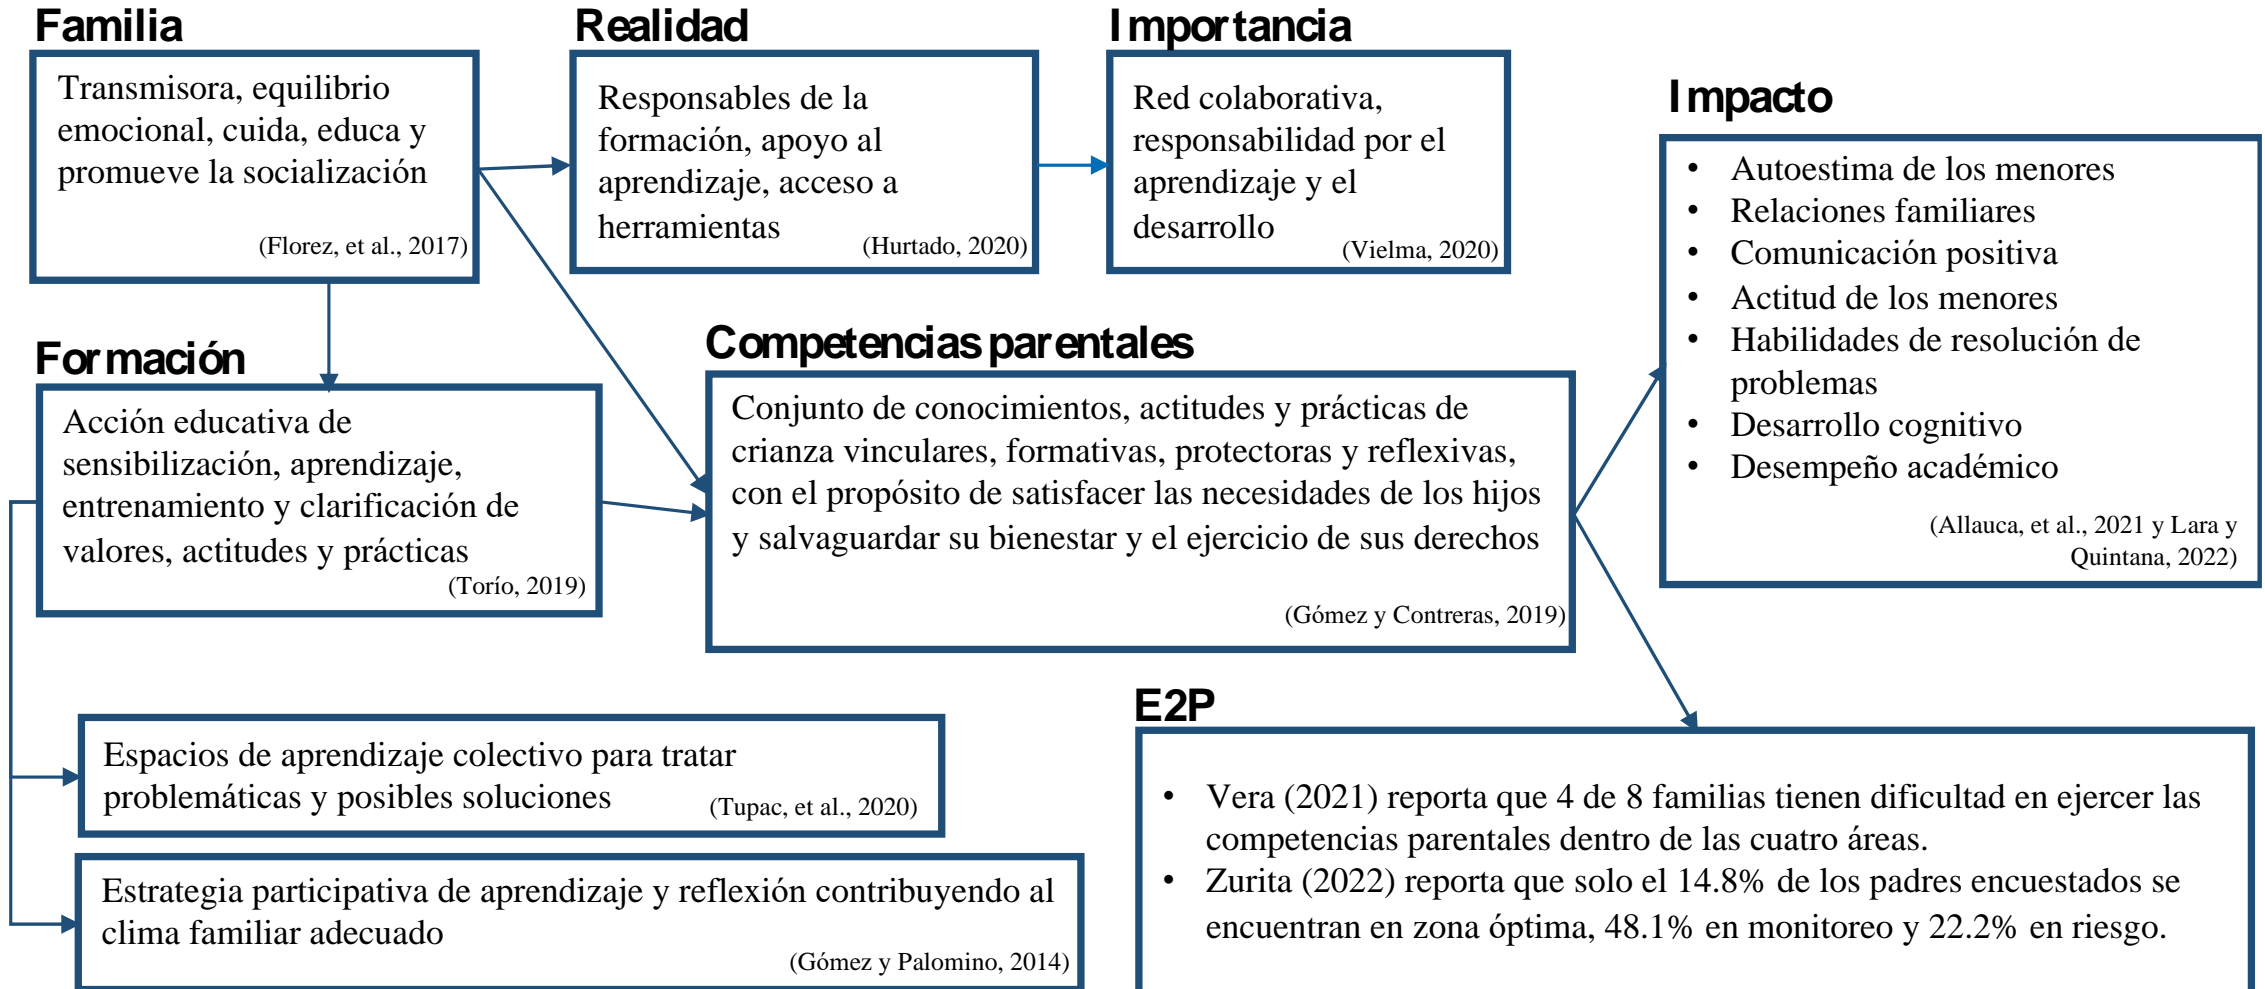 Familia
Transmisora, equilibrio
emocional, cuida, educa y
promueve la socialización
(Florez, et al., 2017)
Realidad
Responsables de la
formación, apoyo al
aprendizaje, acceso a
herramientas
(Hurtado, 2020)
Importancia
Red colaborativa,
responsabilidad por el
aprendizaje y el
desarrollo
(Vielma, 2020)
Impacto
• Autoestima de los menores
• Relaciones familiares
• Comunicación positiva
• Actitud de los menores
• Habilidades de resolución de
problemas
• Desarrollo cognitivo
• Desempeño académico
(Allauca, et al., 2021 y Lara y
Quintana, 2022)
Formación
Acción educativa de
sensibilización, aprendizaje,
entrenamiento y clarificación de
valores, actitudes y prácticas
(Torío, 2019)
Competencias parentales
Conjunto de conocimientos, actitudes y prácticas de
crianza vinculares, formativas, protectoras y reflexivas,
con el propósito de satisfacer las necesidades de los hijos
y salvaguardar su bienestar y el ejercicio de sus derechos
(Gómez y Contreras, 2019)
Espacios de aprendizaje colectivo para tratar
problemáticas y posibles soluciones
(Tupac, et al., 2020)
Estrategia participativa de aprendizaje y reflexión contribuyendo al
clima familiar adecuado
(Gómez y Palomino, 2014)
E2P
• Vera (2021) reporta que 4 de 8 familias tienen dificultad en ejercer las
competencias parentales dentro de las cuatro áreas.
• Zurita (2022) reporta que solo el 14.8% de los padres encuestados se
encuentran en zona óptima, 48.1% en monitoreo y 22.2% en riesgo.